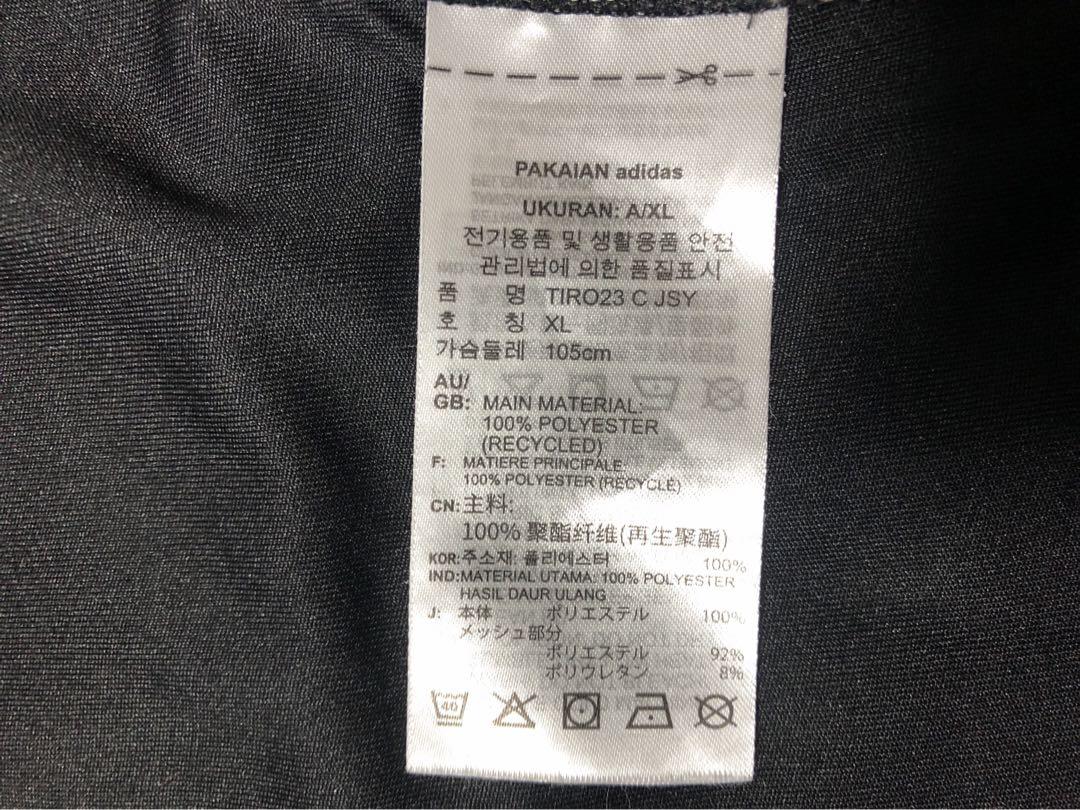 PAKAIAN adidas
UKURAN: A/XL
전기용품 및 생활용품 안전
관리법에 의한 품질표시
품 명 TIRO23 C JSY
호 칭 XL
가슴둘레 105cm
AU/
GB: MAIN MATERIAL:
100% POLYESTER
(RECYCLED)
F: MATIERE PRINCIPALE:
100% POLYESTER (RECYCLÉ)
CN: 主料:
100% 聚酯纤维(再生聚酯)
KOR: 주소재: 폴리에스터 100%
IND: MATERIAL UTAMA: 100% POLYESTER
HASIL DAUR ULANG
J: 本体 ポリエステル 100%
メッシュ部分
ポリエステル 92%
ポリウレタン 8%
40